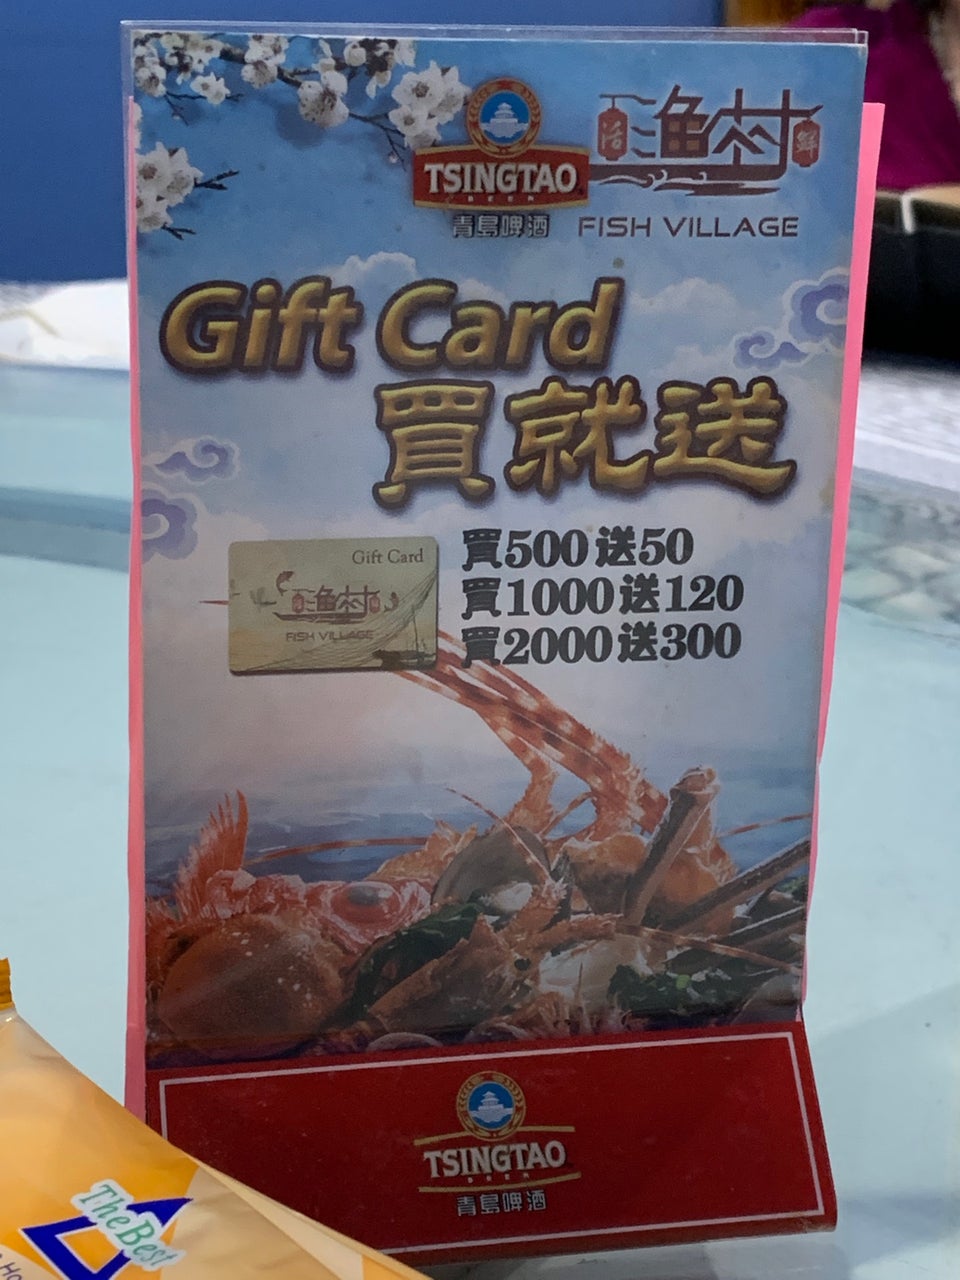 TSINGTAO
BEER
青島啤酒
活 漁村 鮮
FISH VILLAGE
Gift Card
買就送
Gift Card
漁村
FISH VILLAGE
買500送50
買1000送120
買2000送300
TSINGTAO
BEER
青島啤酒
The Best